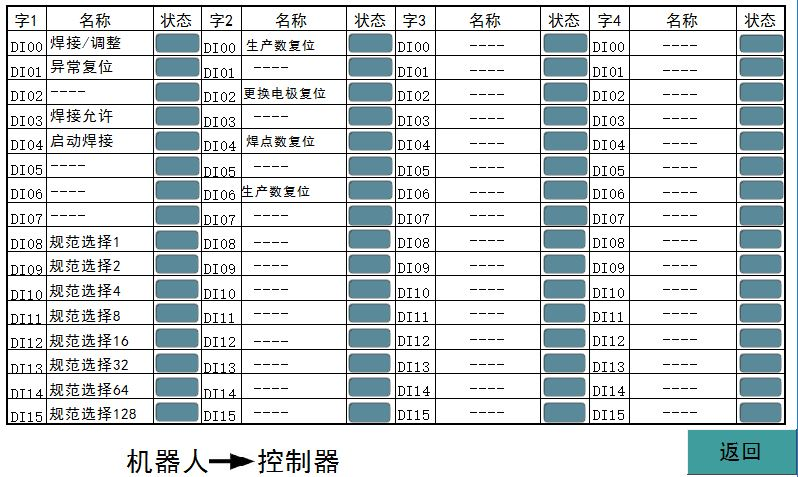 字1 名称 状态 字2 名称 状态 字3 名称 状态 字4 名称 状态
DI00 焊接/调整 DI00 生产数复位 DI00 ---- DI00 ----
DI01 异常复位 DI01 ---- DI01 ---- DI01 ----
DI02 ---- DI02 更换电极复位 DI02 ---- DI02 ----
DI03 焊接允许 DI03 ---- DI03 ---- DI03 ----
DI04 启动焊接 DI04 焊点数复位 DI04 ---- DI04 ----
DI05 ---- DI05 ---- DI05 ---- DI05 ----
DI06 ---- DI06 生产数复位 DI06 ---- DI06 ----
DI07 ---- DI07 ---- DI07 ---- DI07 ----
DI08 规范选择1 DI08 ---- DI08 ---- DI08 ----
DI09 规范选择2 DI09 ---- DI09 ---- DI09 ----
DI10 规范选择4 DI10 ---- DI10 ---- DI10 ----
DI11 规范选择8 DI11 ---- DI11 ---- DI11 ----
DI12 规范选择16 DI12 ---- DI12 ---- DI12 ----
DI13 规范选择32 DI13 ---- DI13 ---- DI13 ----
DI14 规范选择64 DI14 ---- DI14 ---- DI14 ----
DI15 规范选择128 DI15 ---- DI15 ---- DI15 ----
机器人→控制器
返回